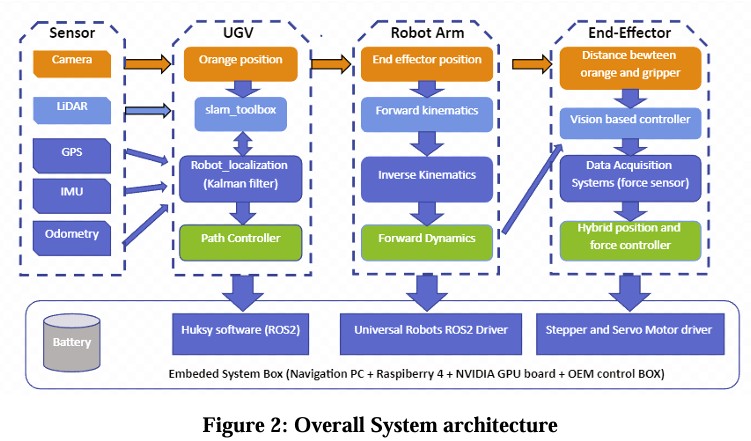 Sensor
Camera
LiDAR
GPS
IMU
Odometry
UGV
Orange position
slam_toolbox
Robot_localization
(Kalman filter)
Path Controller
Robot Arm
End effector position
Forward kinematics
Inverse Kinematics
Forward Dynamics
End-Effector
Distance bewteen
orange and gripper
Vision based controller
Data Acquisition
Systems (force sensor)
Hybrid position and
force controller
Battery
Huksy software (ROS2)
Universal Robots ROS2 Driver
Stepper and Servo Motor driver
Embeded System Box (Navigation PC + Raspiberry 4 + NVIDIA GPU board + OEM control BOX)
Figure 2: Overall System architecture